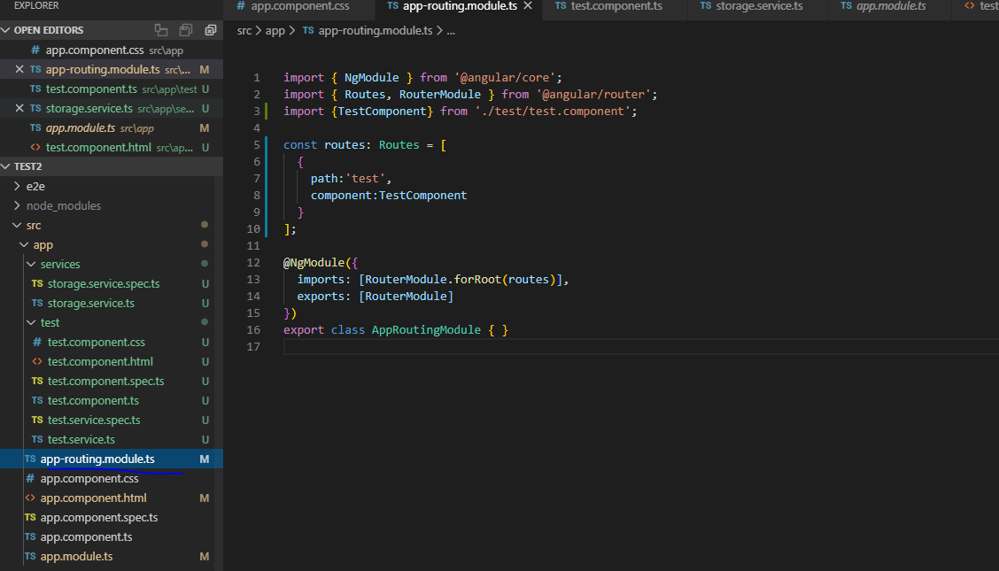 EXPLORER
OPEN EDITORS
# app.component.css src\app
TS app-routing.module.ts src\... M
TS test.component.ts src\app\test U
TS storage.service.ts src\app\se... U
TS app.module.ts src\app M
<> test.component.html src\ap... U
TEST2
e2e
node_modules
src
app
services
TS storage.service.spec.ts U
TS storage.service.ts U
test
# test.component.css U
<> test.component.html U
TS test.component.spec.ts U
TS test.component.ts U
TS test.service.spec.ts U
TS test.service.ts U
TS app-routing.module.ts M
# app.component.css
<> app.component.html M
TS app.component.spec.ts
TS app.component.ts
TS app.module.ts M
# app.component.css TS app-routing.module.ts TS test.component.ts TS storage.service.ts TS app.module.ts <> test
src > app > TS app-routing.module.ts > ...
1 import { NgModule } from '@angular/core';
2 import { Routes, RouterModule } from '@angular/router';
3 import {TestComponent} from './test/test.component';
4
5 const routes: Routes = [
6 {
7 path:'test',
8 component:TestComponent
9 }
10 ];
11
12 @NgModule({
13 imports: [RouterModule.forRoot(routes)],
14 exports: [RouterModule]
15 })
16 export class AppRoutingModule { }
17